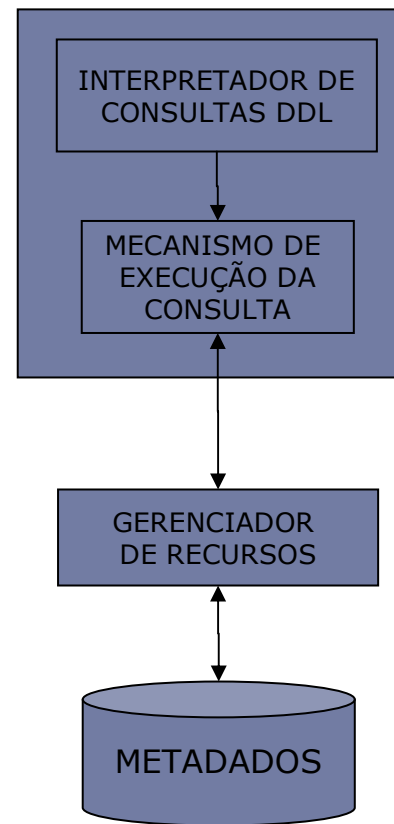 INTERPRETADOR DE
CONSULTAS DDL
MECANISMO DE
EXECUÇÃO DA
CONSULTA
GERENCIADOR
DE RECURSOS
METADADOS